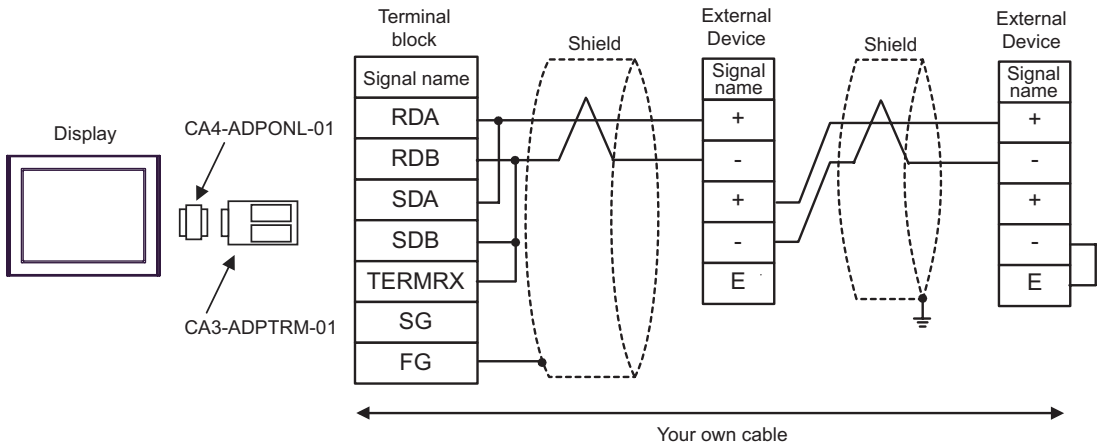 Display
CA4-ADPONL-01
CA3-ADPTRM-01
Terminal
block
Signal name
RDA
RDB
SDA
SDB
TERMRX
SG
FG
Shield
External
Device
Signal
name
+
-
+
-
E
Shield
External
Device
Signal
name
+
-
+
-
E
Your own cable